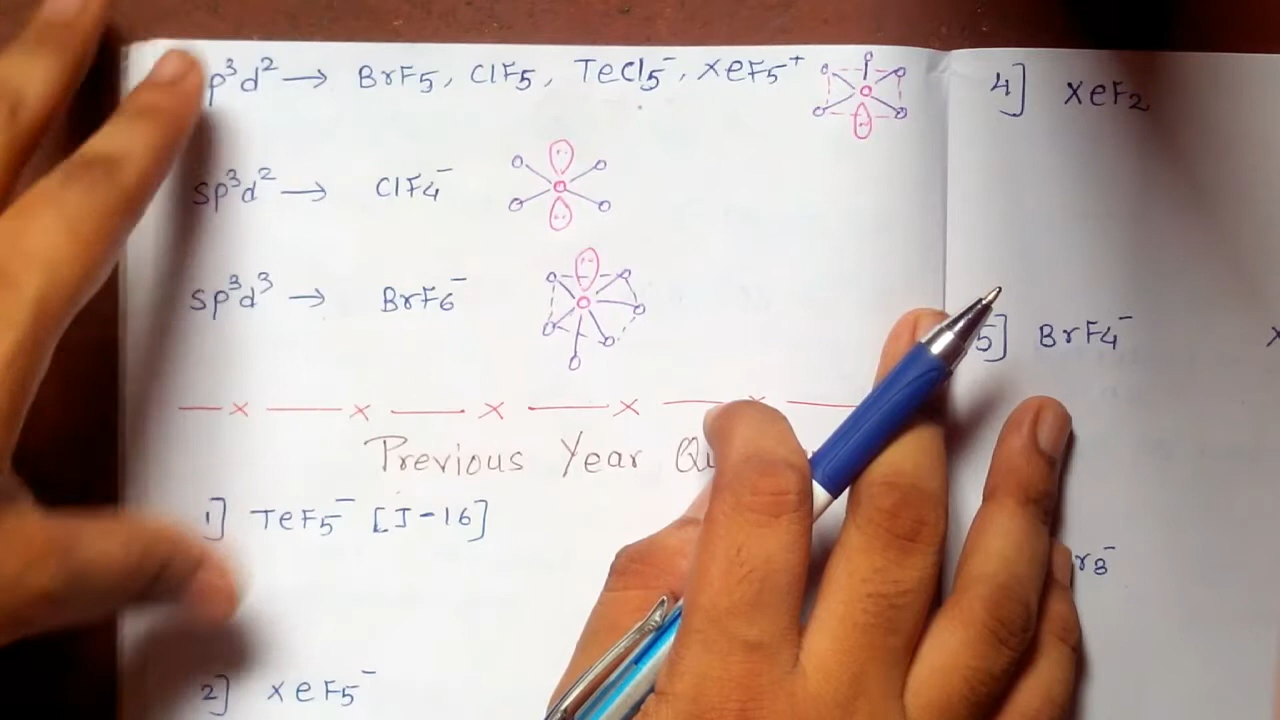 p³d² → BrF₅, ClF₅, TeCl₅⁻, XeF₅⁺
sp³d² → ClF₄⁻
sp³d³ → BrF₆⁻
Previous Year
1] TeF₅⁻ [J-16]
2] XeF₅⁻
4] XeF₂
5] BrF₄⁻